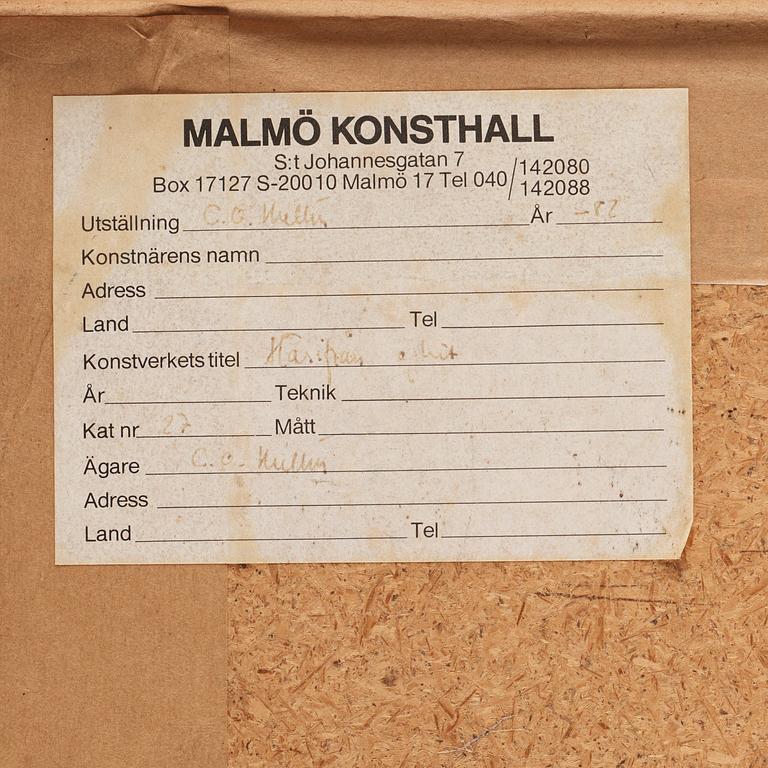 MALMÖ KONSTHALL
S:t Johannesgatan 7
Box 17127 S-20010 Malmö 17 Tel 040/142080
142088
Utställning C.O. Hultén År -82
Konstnärens namn
Adress
Land Tel
Konstverkets titel Härifrån
År Teknik
Kat nr 27 Mått
Ägare C.O. Hultén
Adress
Land Tel